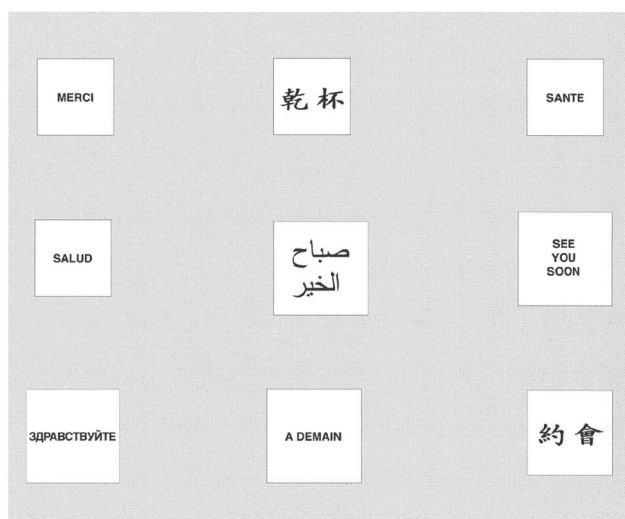 MERCI
乾杯
SANTE
SALUD
صباح
الخير
SEE
YOU
SOON
ЗДРАВСТВУЙТЕ
A DEMAIN
約會